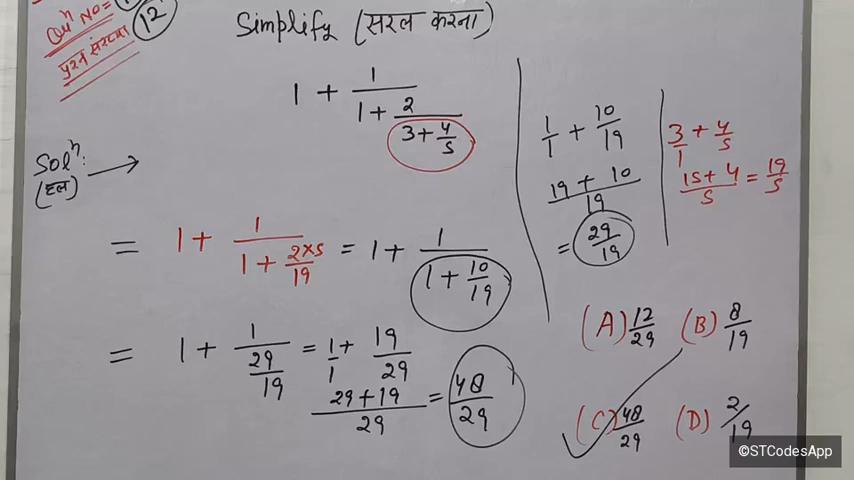 Quⁿ No= 12
प्रश्न संख्या
Simplify (सरल करना)
1 + 1/(1 + 2/(3 + 4/5))
Solⁿ:
(हल)
= 1 + 1/(1 + 2×5/19) = 1 + 1/(1 + 10/19)
= 1 + 1/(29/19) = 1/1 + 19/29
(29+19)/29 = 48/29
1/1 + 10/19
(19 + 10)/19
= 29/19
3/1 + 4/5
(15+4)/5 = 19/5
(A) 12/29 (B) 8/19
(C) 48/29 (D) 2/19
©STCodesApp